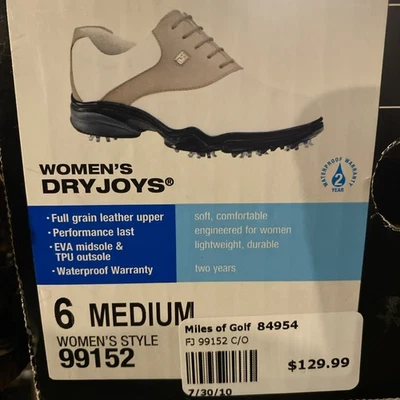 WOMEN'S
DRYJOYS®
WATERPROOF WARRANTY
2
YEAR
• Full grain leather upper soft, comfortable
• Performance last engineered for women
• EVA midsole & lightweight, durable
TPU outsole
• Waterproof Warranty two years
6 MEDIUM
WOMEN'S STYLE
99152
Miles of Golf 84954
FJ 99152 C/O
$129.99
7/30/10